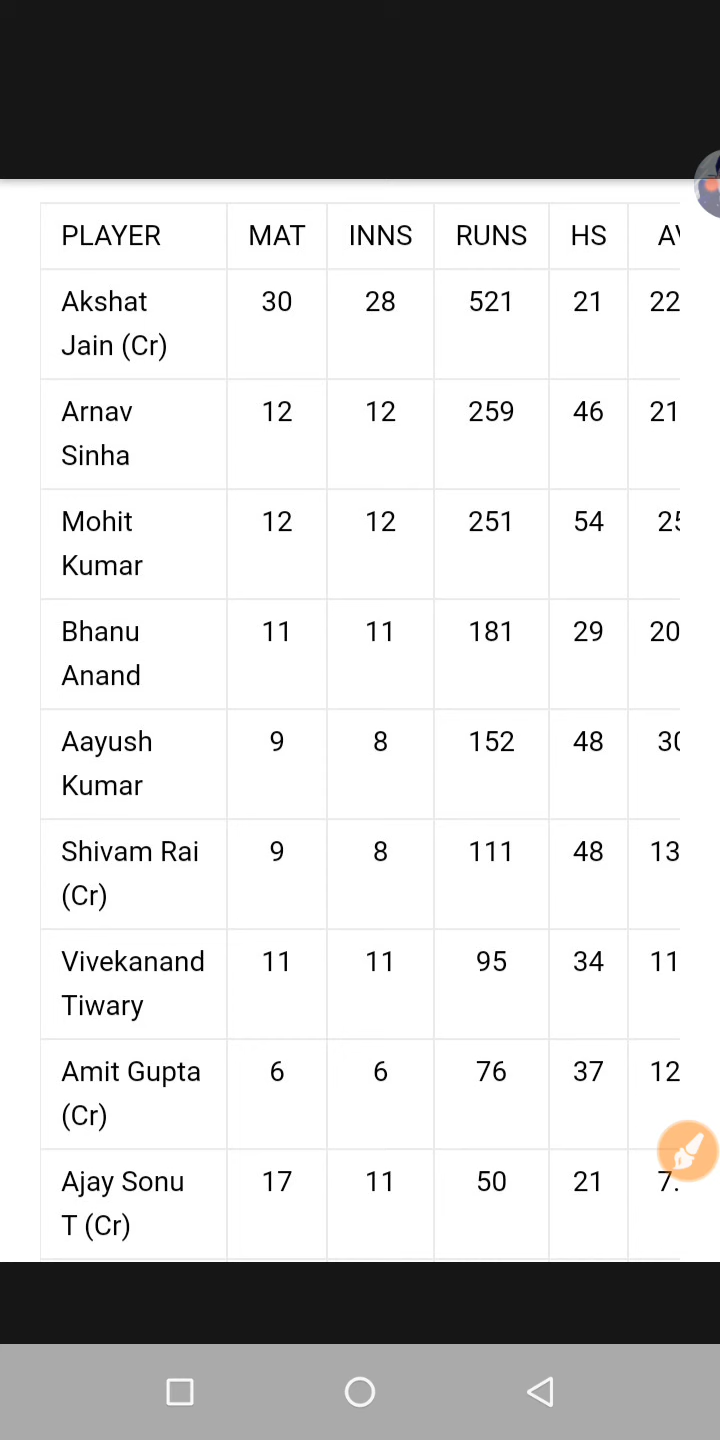 PLAYER MAT INNS RUNS HS
Akshat 30 28 521 21 22
Jain (Cr)
Arnav 12 12 259 46 21
Sinha
Mohit 12 12 251 54 25
Kumar
Bhanu 11 11 181 29 20
Anand
Aayush 9 8 152 48 30
Kumar
Shivam Rai 9 8 111 48 13
(Cr)
Vivekanand 11 11 95 34 11
Tiwary
Amit Gupta 6 6 76 37 12
(Cr)
Ajay Sonu 17 11 50 21 7.
T (Cr)